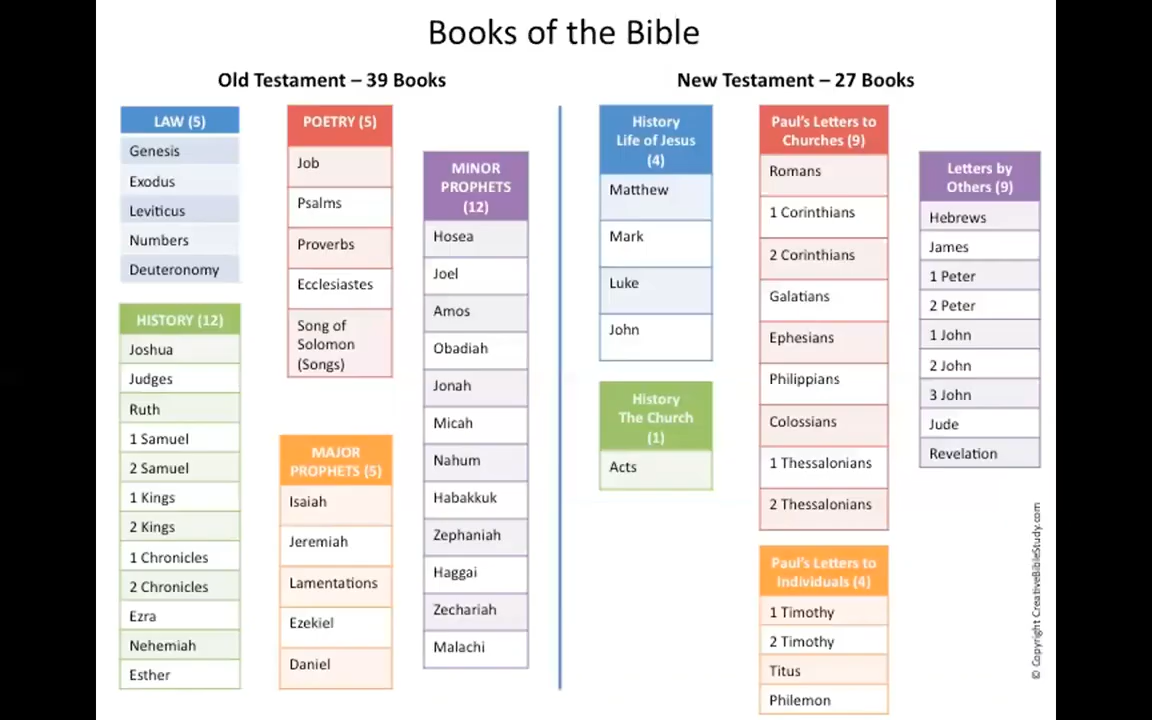 Books of the Bible
Old Testament – 39 Books
LAW (5)
Genesis
Exodus
Leviticus
Numbers
Deuteronomy
HISTORY (12)
Joshua
Judges
Ruth
1 Samuel
2 Samuel
1 Kings
2 Kings
1 Chronicles
2 Chronicles
Ezra
Nehemiah
Esther
POETRY (5)
Job
Psalms
Proverbs
Ecclesiastes
Song of
Solomon
(Songs)
MAJOR
PROPHETS (5)
Isaiah
Jeremiah
Lamentations
Ezekiel
Daniel
MINOR
PROPHETS
(12)
Hosea
Joel
Amos
Obadiah
Jonah
Micah
Nahum
Habakkuk
Zephaniah
Haggai
Zechariah
Malachi
New Testament – 27 Books
History
Life of Jesus
(4)
Matthew
Mark
Luke
John
History
The Church
(1)
Acts
Paul's Letters to
Churches (9)
Romans
1 Corinthians
2 Corinthians
Galatians
Ephesians
Philippians
Colossians
1 Thessalonians
2 Thessalonians
Paul's Letters to
Individuals (4)
1 Timothy
2 Timothy
Titus
Philemon
Letters by
Others (9)
Hebrews
James
1 Peter
2 Peter
1 John
2 John
3 John
Jude
Revelation
© Copyright CreativeBibleStudy.com